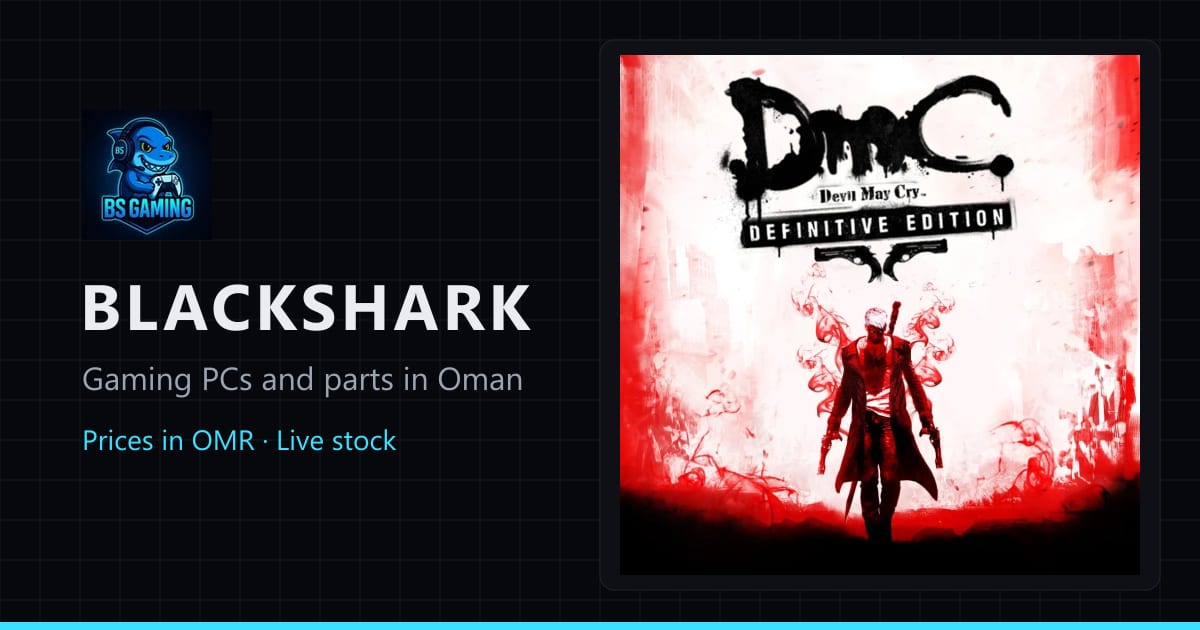 BS
BS GAMING
BLACKSHARK
Gaming PCs and parts in Oman
Prices in OMR · Live stock
DmC
Devil May Cry™
DEFINITIVE EDITION